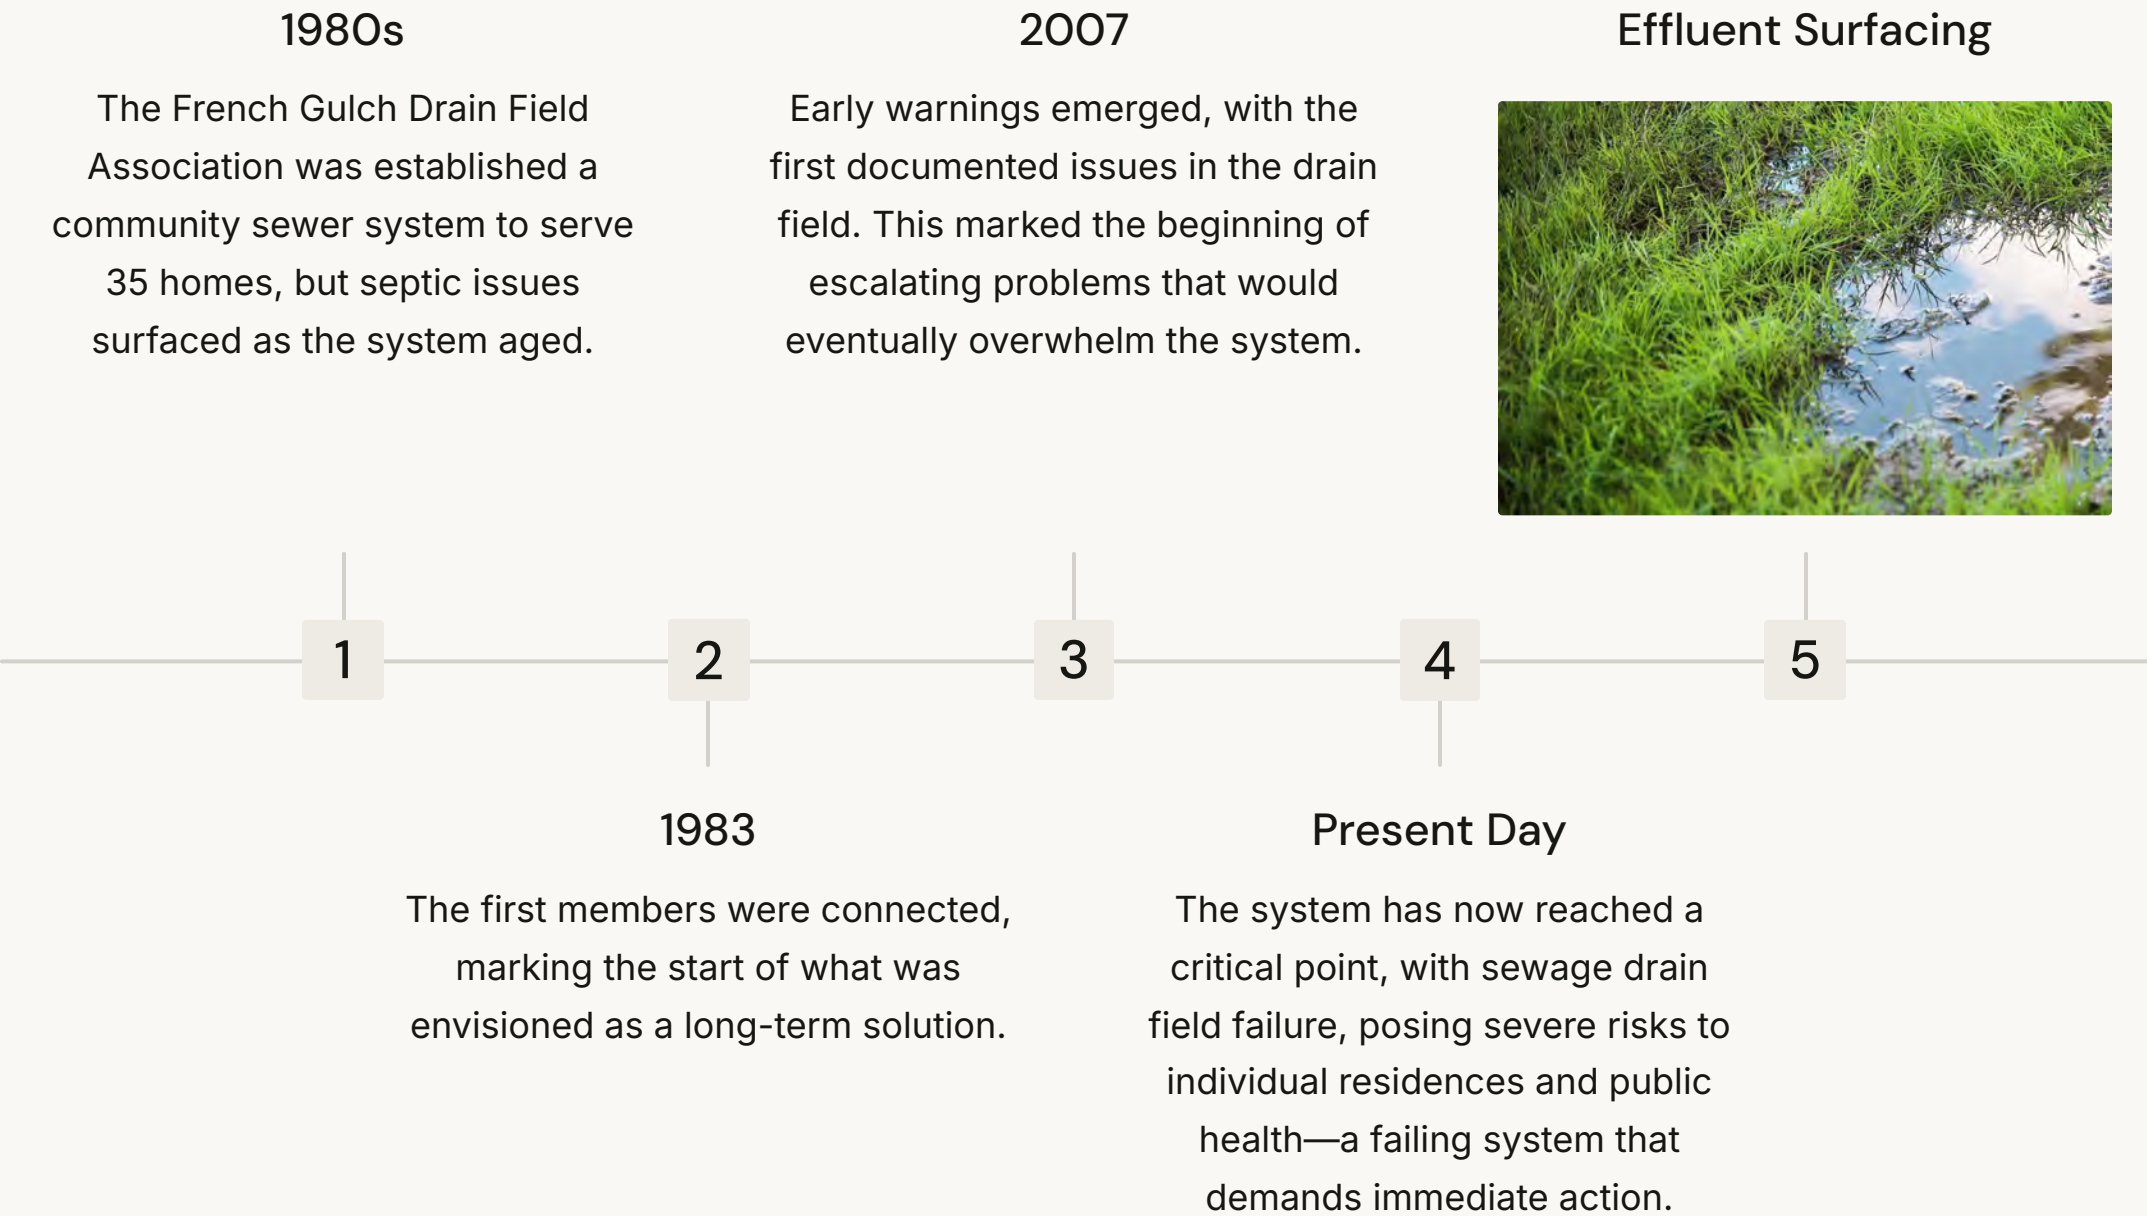 1980s
The French Gulch Drain Field
Association was established a
community sewer system to serve
35 homes, but septic issues
surfaced as the system aged.
2007
Early warnings emerged, with the
first documented issues in the drain
field. This marked the beginning of
escalating problems that would
eventually overwhelm the system.
Effluent Surfacing
1
2
3
4
5
1983
The first members were connected,
marking the start of what was
envisioned as a long-term solution.
Present Day
The system has now reached a
critical point, with sewage drain
field failure, posing severe risks to
individual residences and public
health—a failing system that
demands immediate action.